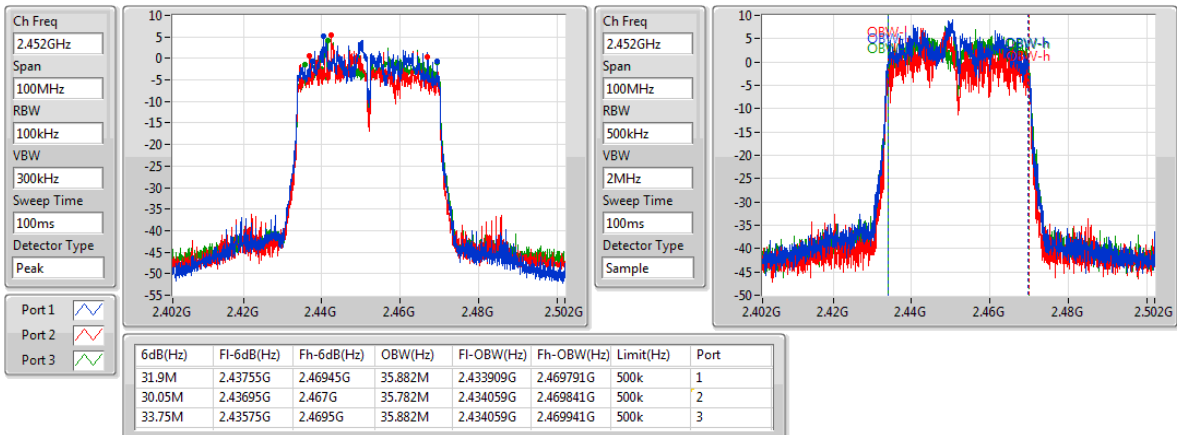 Ch Freq
2.452GHz
Span
100MHz
RBW
100kHz
VBW
300kHz
Sweep Time
100ms
Detector Type
Peak
10
5
0
-5
-10
-15
-20
-25
-30
-35
-40
-45
-50
-55
2.402G 2.42G 2.44G 2.46G 2.48G 2.502G
Ch Freq
2.452GHz
Span
100MHz
RBW
500kHz
VBW
2MHz
Sweep Time
100ms
Detector Type
Sample
10
5
0
-5
-10
-15
-20
-25
-30
-35
-40
-45
-50
OBW-h
OBW-h
2.402G 2.44G 2.46G 2.48G 2.502G
Port 1
Port 2
Port 3
6dB(Hz) Fl-6dB(Hz) Fh-6dB(Hz) OBW(Hz) Fl-OBW(Hz) Fh-OBW(Hz) Limit(Hz) Port
31.9M 2.43755G 2.46945G 35.882M 2.433909G 2.469791G 500k 1
30.05M 2.43695G 2.467G 35.782M 2.434059G 2.469841G 500k 2
33.75M 2.43575G 2.4695G 35.882M 2.434059G 2.469941G 500k 3